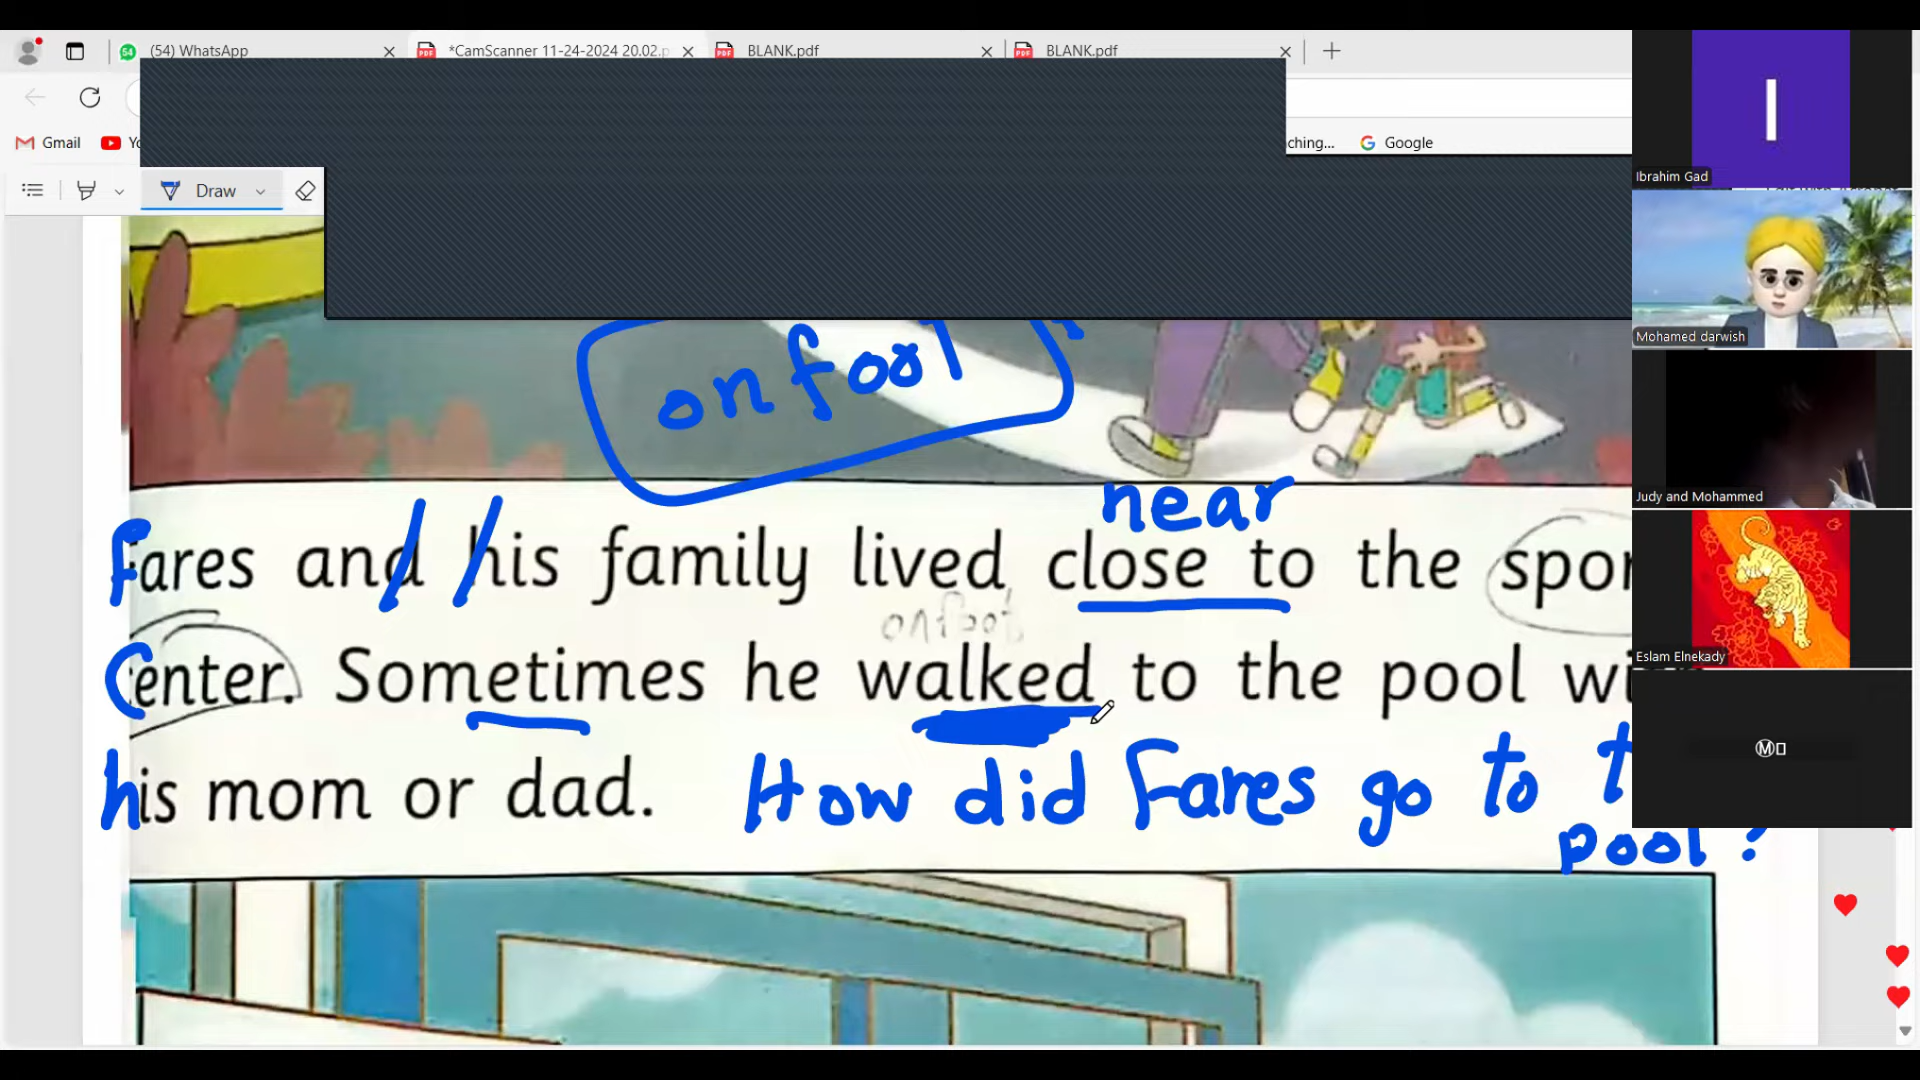 (54) WhatsApp
*CamScanner 11-24-2024 20.02.p
BLANK.pdf
BLANK.pdf
Gmail
ching...
Google
Draw
Ibrahim Gad
I
Mohamed darwish
Judy and Mohammed
Eslam Elnekady
on foot
near
Fares and his family lived close to the spor
on foot
Center. Sometimes he walked to the pool wi
his mom or dad. How did Fares go to t
pool?